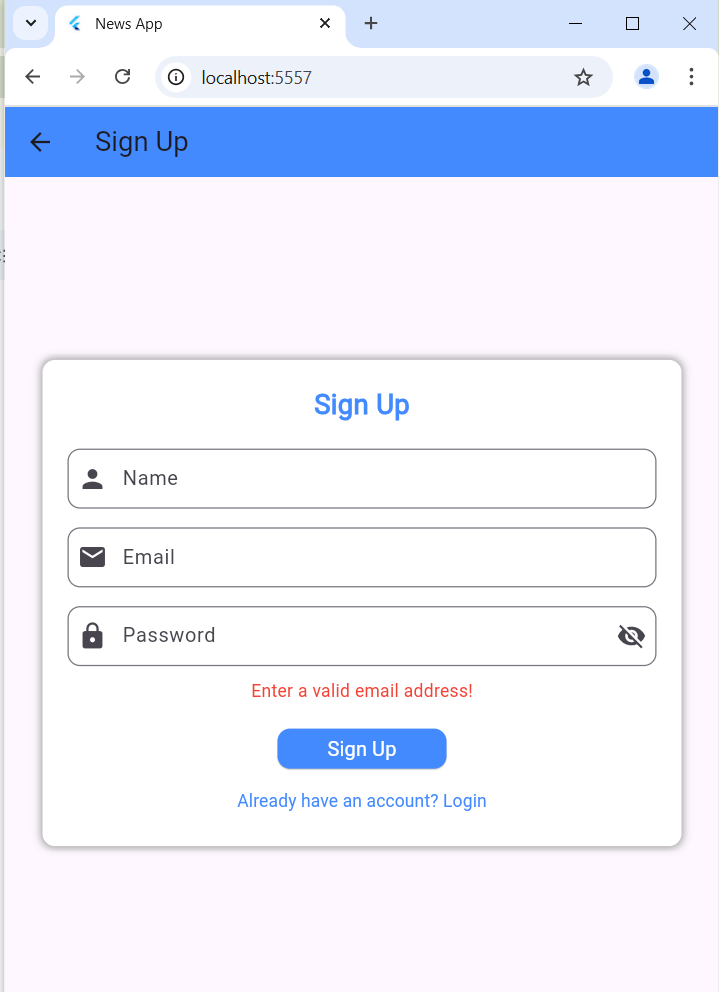 News App
localhost:5557
Sign Up
Sign Up
Name
Email
Password
Enter a valid email address!
Sign Up
Already have an account? Login